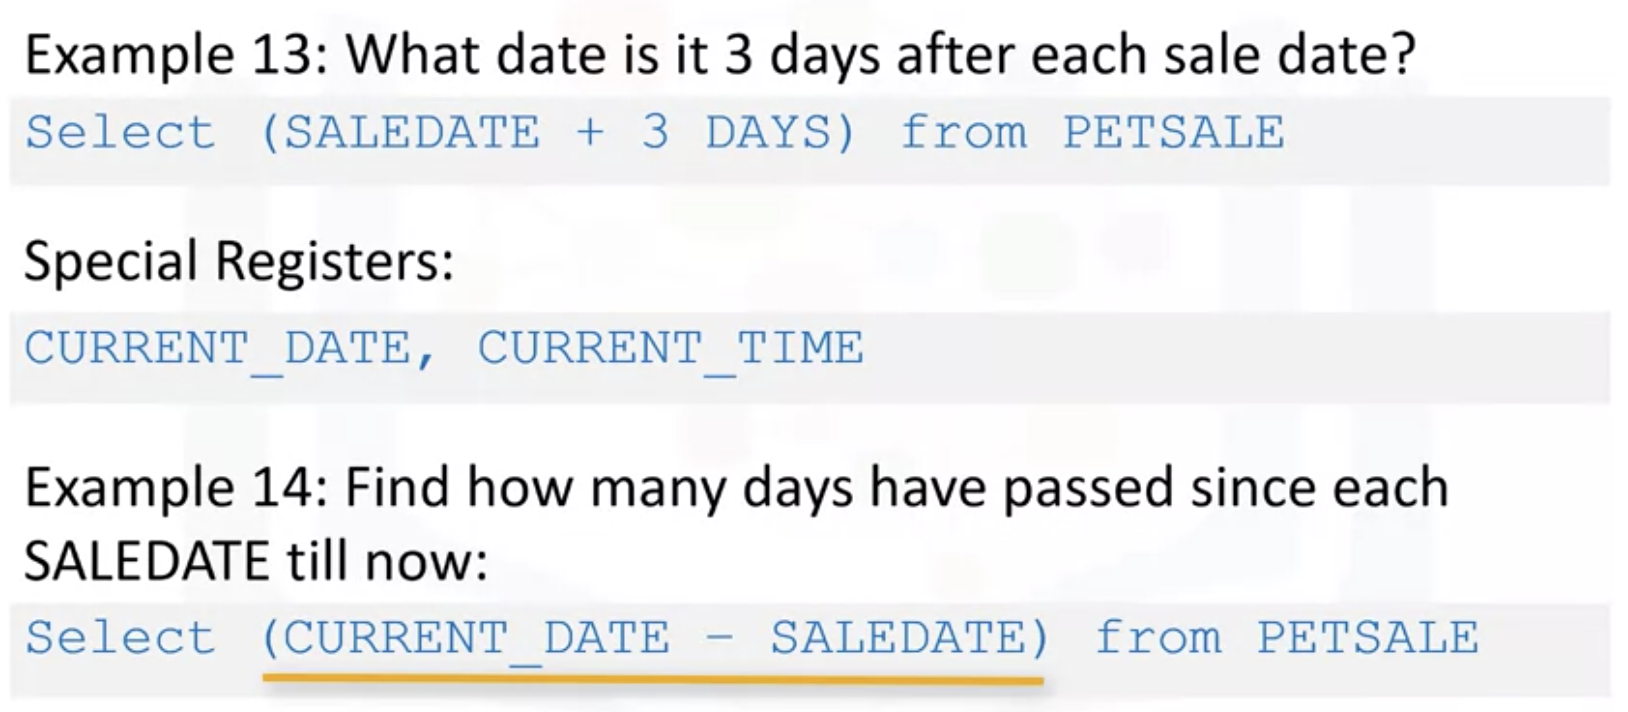 Example 13: What date is it 3 days after each sale date?
Select (SALEDATE + 3 DAYS) from PETSALE
Special Registers:
CURRENT_DATE, CURRENT_TIME
Example 14: Find how many days have passed since each
SALEDATE till now:
Select (CURRENT_DATE – SALEDATE) from PETSALE